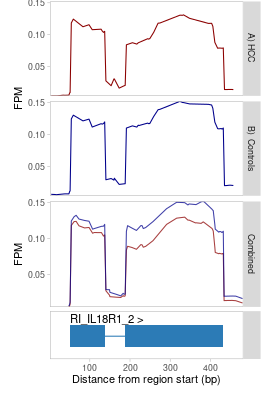 0.15
0.10
0.05
A) HCC
FPM
0.15
0.10
0.05
B) Controls
0.15
0.10
0.05
FPM
Combined
RI_IL18R1_2 >
100 200 300 400
Distance from region start (bp)